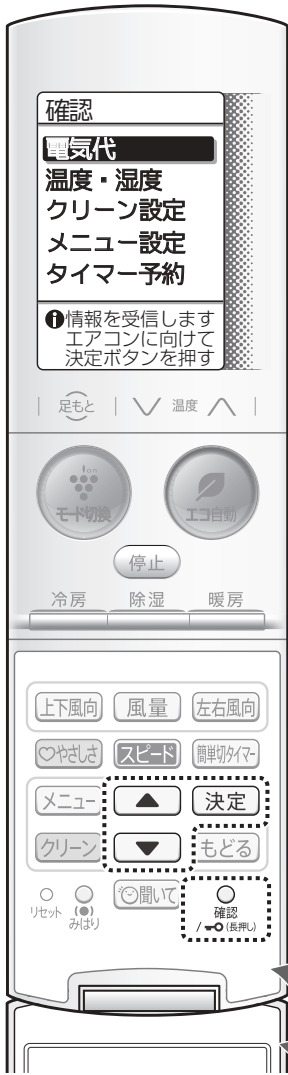 確認
電気代
温度・湿度
クリーン設定
メニュー設定
タイマー予約
i情報を受信します
エアコンに向けて
決定ボタンを押す
足もと 温度
ion
モード切換 エコ自動
停止
冷房 除湿 暖房
上下風向 風量 左右風向
♡やさしさ スピード 簡単切タイマー
メニュー ▲ 決定
クリーン ▼ もどる
リセット みはり 聞いて 確認
/ (長押し)